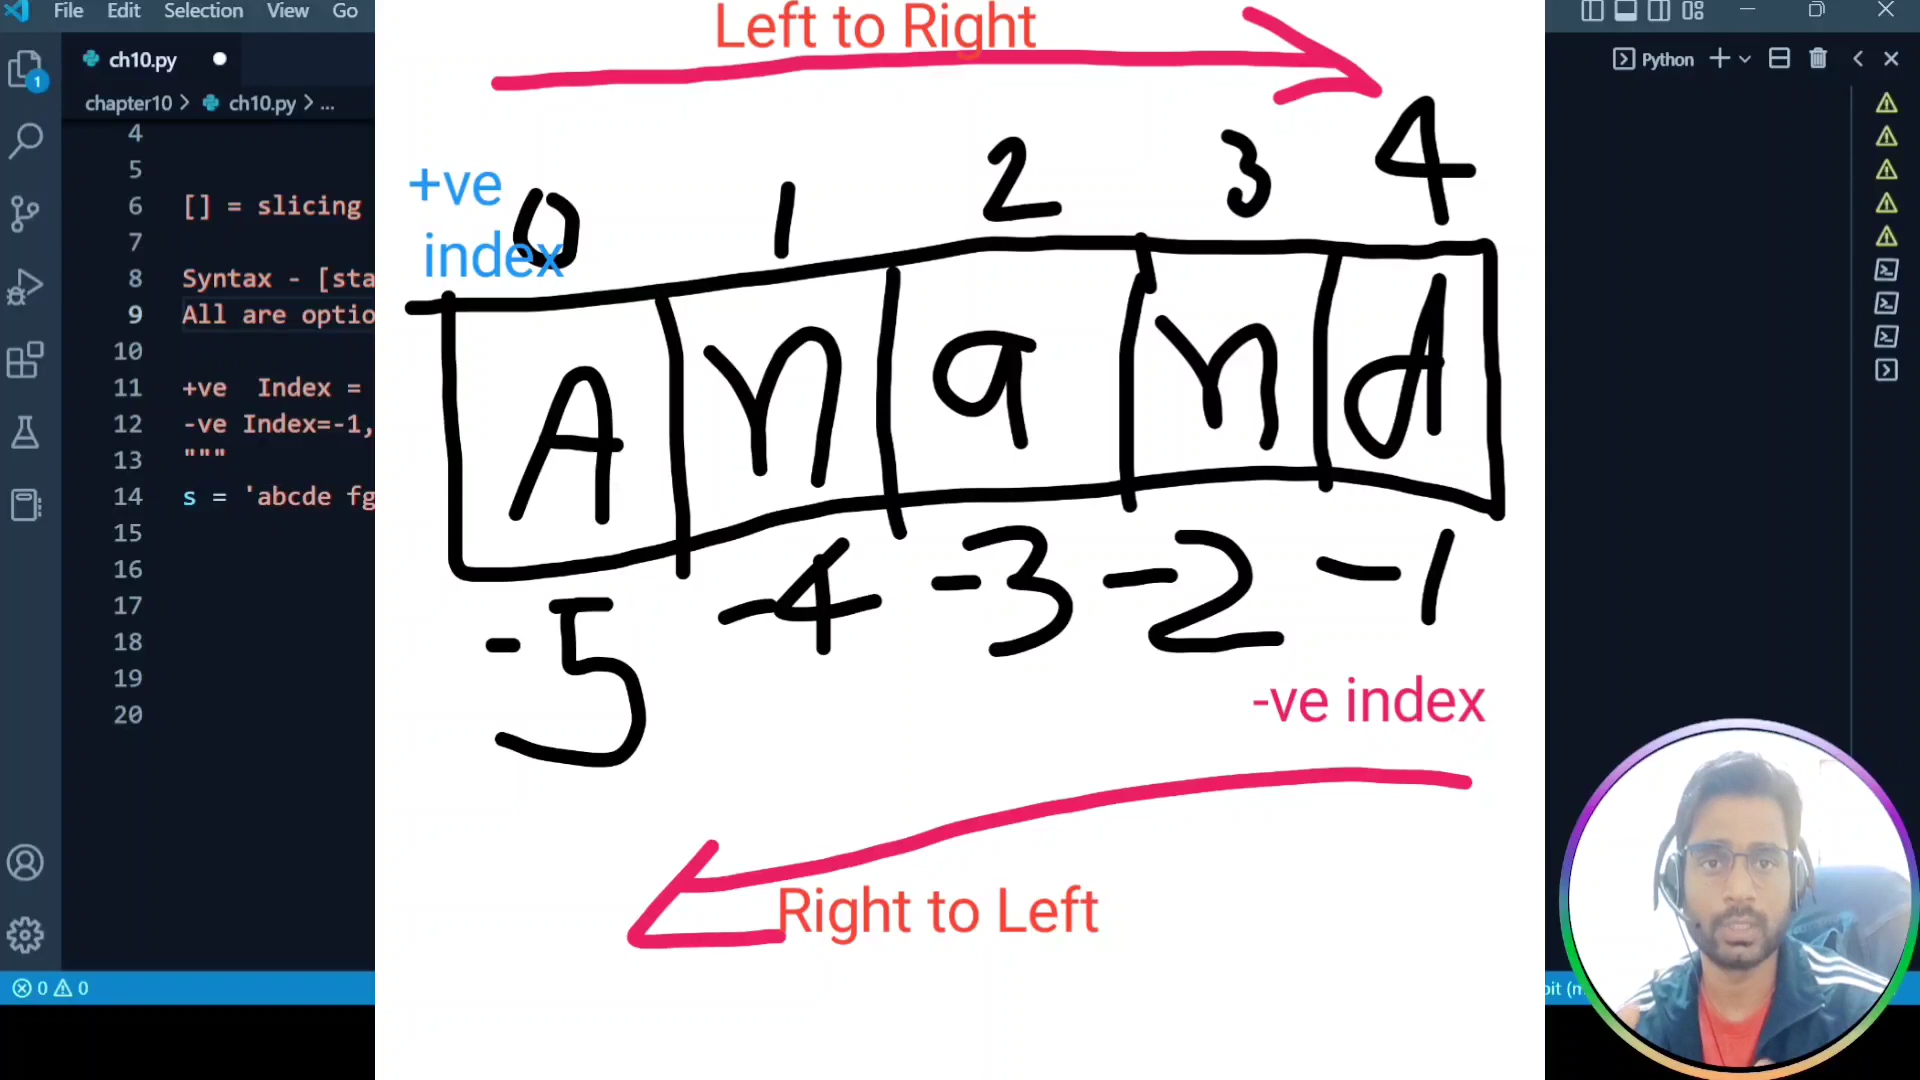 File Edit Selection View Go
ch10.py
chapter10 > ch10.py > ...
4
5
6 [] = slicing
7
8 Syntax - [sta
9 All are optio
10
11 +ve  Index =
12 -ve Index=-1,
13 """
14 s = 'abcde fg
15
16
17
18
19
20
1
0 0
Left to Right
+ve
index
0 1 2 3 4
A n a n d
-5 -4 -3 -2 -1
-ve index
Right to Left
Python